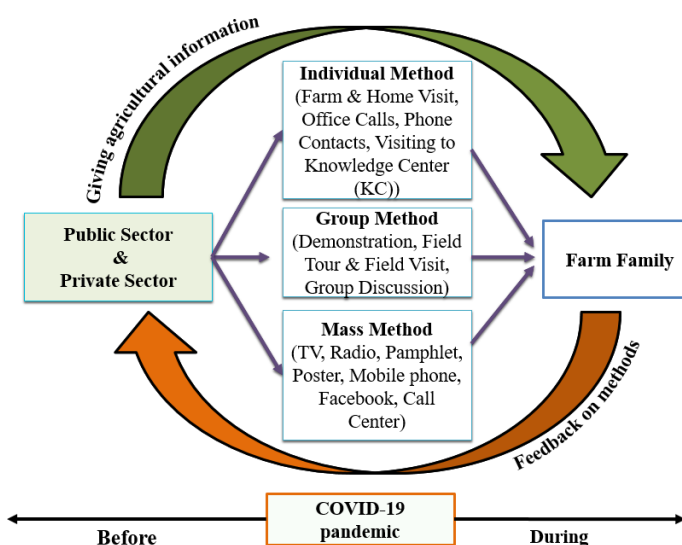 Giving agricultural information
Individual Method
(Farm & Home Visit,
Office Calls, Phone
Contacts, Visiting to
Knowledge Center
(KC))
Public Sector
&
Private Sector
Group Method
(Demonstration, Field
Tour & Field Visit,
Group Discussion)
Farm Family
Mass Method
(TV, Radio, Pamphlet,
Poster, Mobile phone,
Facebook, Call
Center)
Feedback on methods
COVID-19
pandemic
Before
During